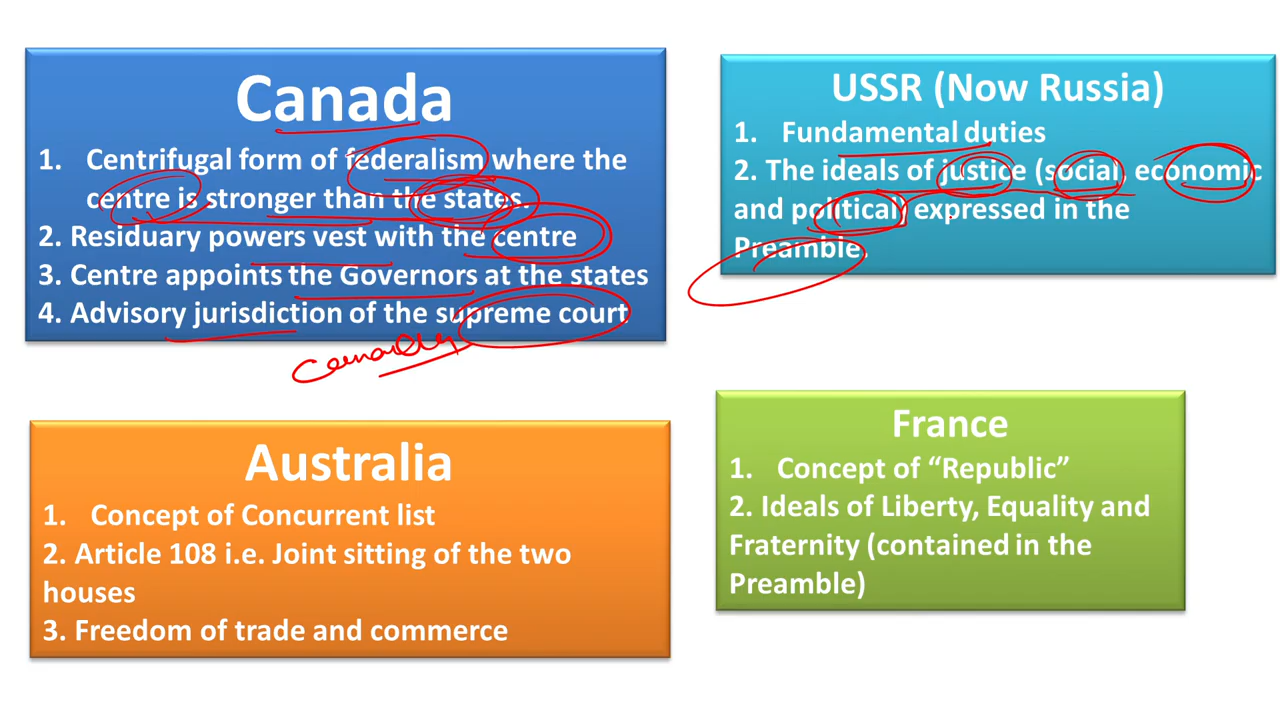 Canada
1. Centrifugal form of federalism where the
centre is stronger than the states.
2. Residuary powers vest with the centre
3. Centre appoints the Governors at the states
4. Advisory jurisdiction of the supreme court
USSR (Now Russia)
1. Fundamental duties
2. The ideals of justice (social, economic
and political) expressed in the
Preamble.
Australia
1. Concept of Concurrent list
2. Article 108 i.e. Joint sitting of the two
houses
3. Freedom of trade and commerce
France
1. Concept of “Republic”
2. Ideals of Liberty, Equality and
Fraternity (contained in the
Preamble)